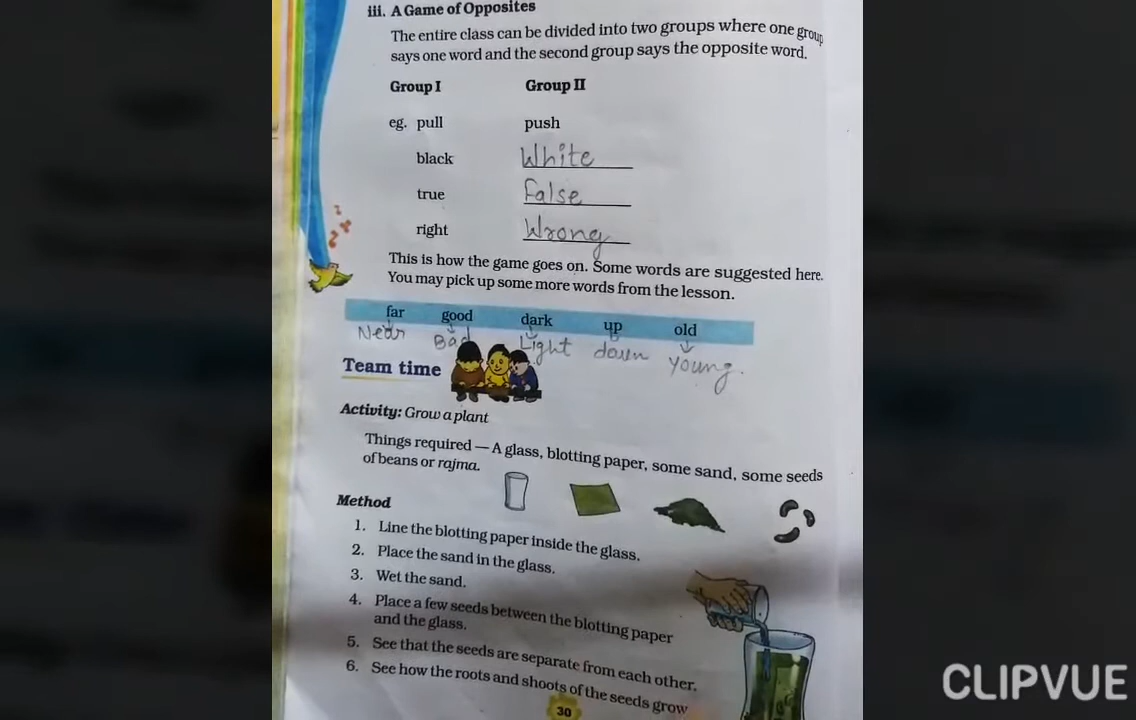 iii. A Game of Opposites
The entire class can be divided into two groups where one group
says one word and the second group says the opposite word.
Group I Group II
eg. pull push
black White
true False
right Wrong
This is how the game goes on. Some words are suggested here.
You may pick up some more words from the lesson.
far good dark up old
Near Bad Light down young.
Team time
Activity: Grow a plant
Things required — A glass, blotting paper, some sand, some seeds
of beans or rajma.
Method
1. Line the blotting paper inside the glass.
2. Place the sand in the glass.
3. Wet the sand.
4. Place a few seeds between the blotting paper
and the glass.
5. See that the seeds are separate from each other.
6. See how the roots and shoots of the seeds grow
30
CLIPVUE